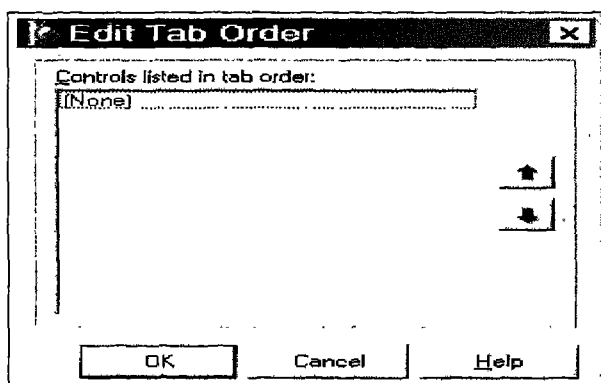 Edit Tab Order
Controls listed in tab order:
(None)
OK Cancel Help